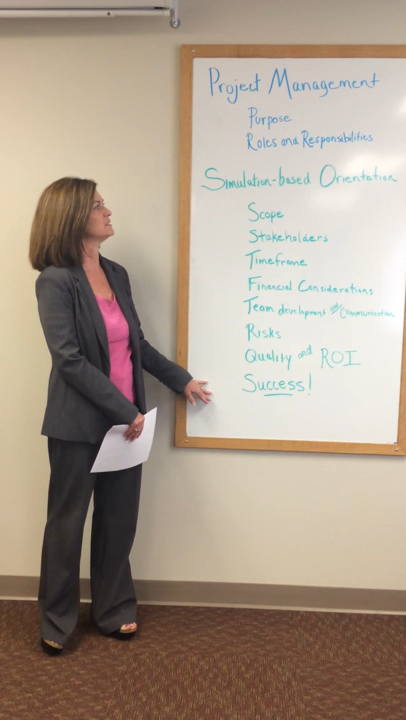 Project Management
Purpose
Roles and Responsibilities
Simulation-based Orientation
Scope
Stakeholders
Timeframe
Financial Considerations
Team development and Communication
Risks
Quality and ROI
Success!